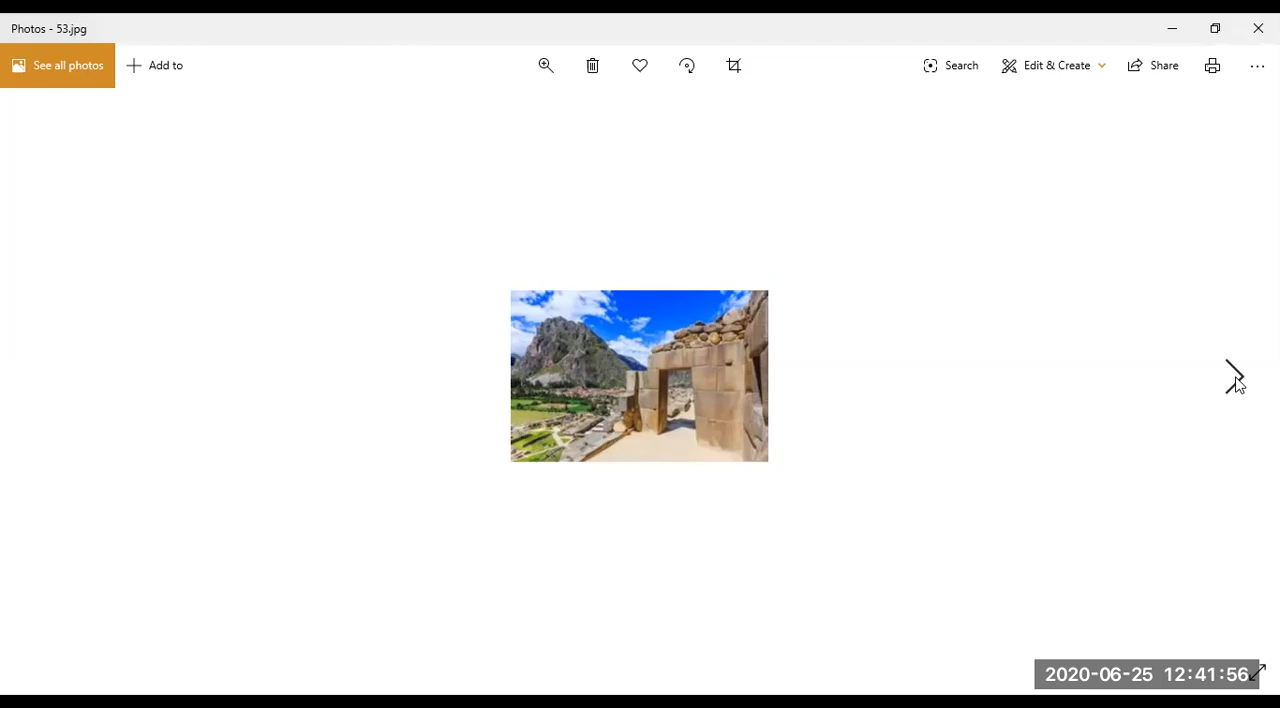 Photos - 53.jpg
See all photos
Add to
Search
Edit & Create
Share
2020-06-25 12:41:56